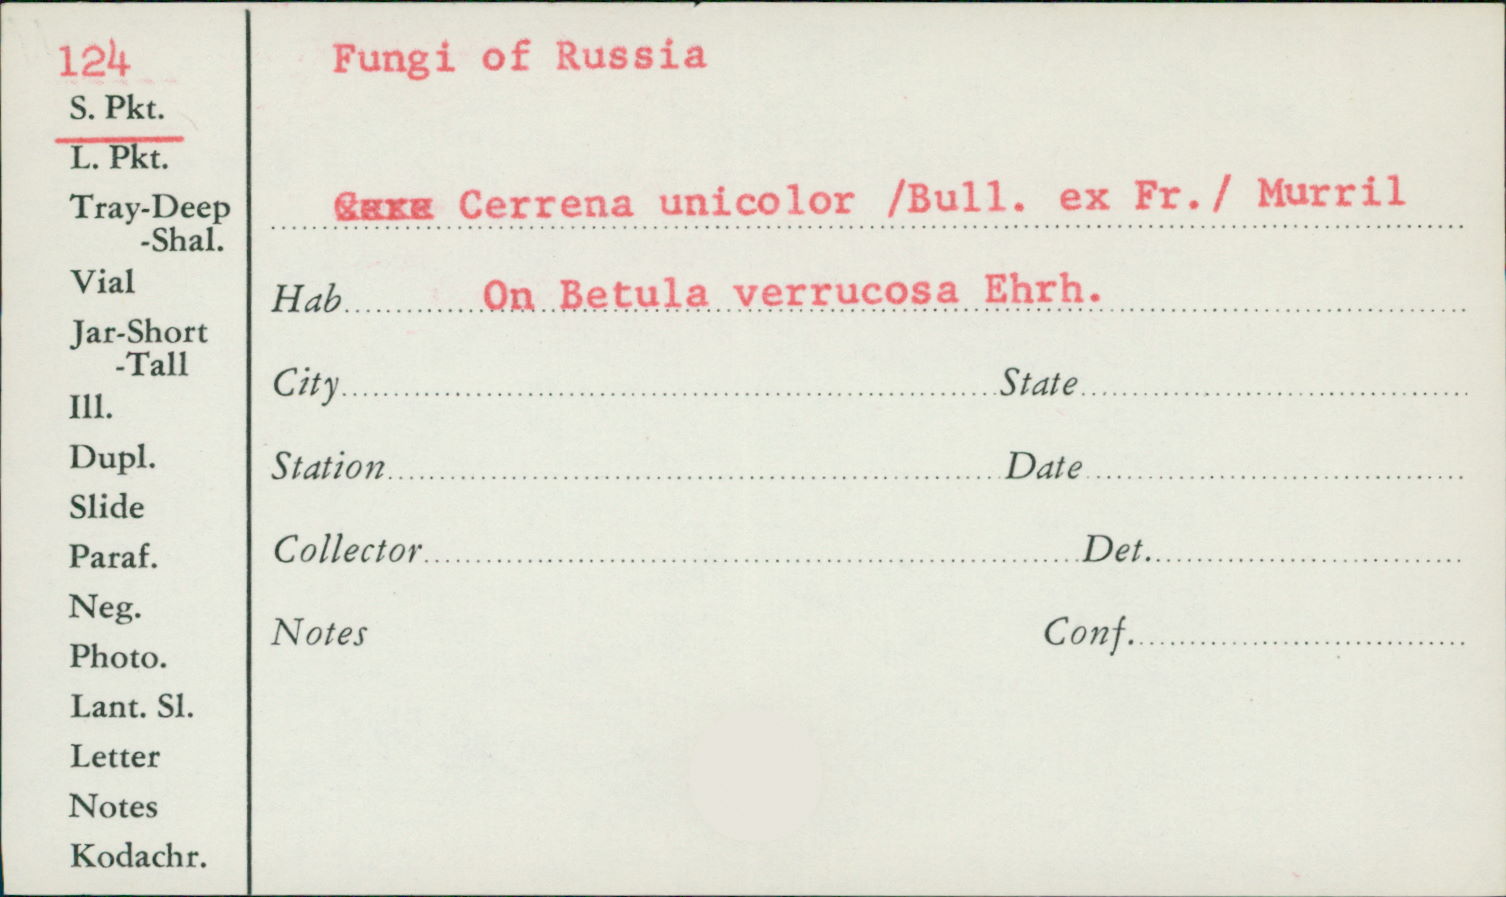 124
S. Pkt.
L. Pkt.
Tray-Deep
-Shal.
Vial
Jar-Short
-Tall
Ill.
Dupl.
Slide
Paraf.
Neg.
Photo.
Lant. Sl.
Letter
Notes
Kodachr.
Fungi of Russia
Cerrena unicolor /Bull. ex Fr./ Murril
Hab. On Betula verrucosa Ehrh.
City State
Station Date
Collector Det.
Notes Conf.